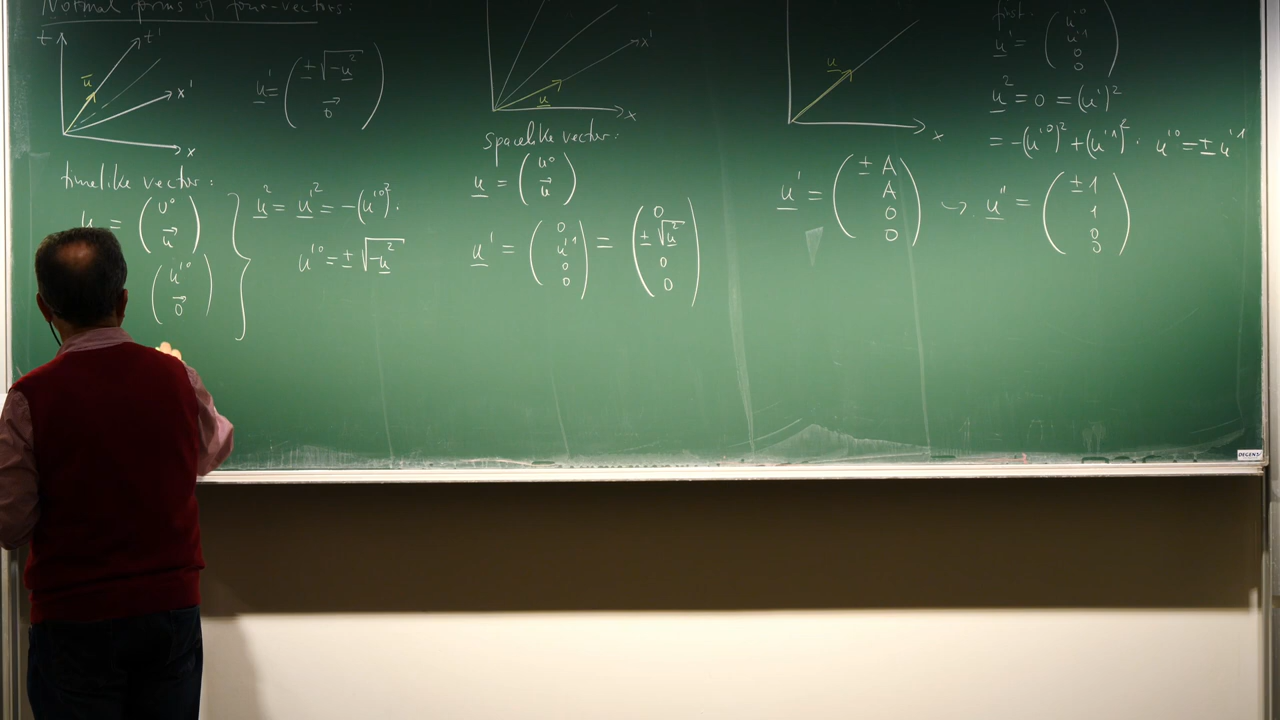 Normal forms of four-vectors:
t
t'
u
x'
x
u' = ( ±√-u² , 0⃗ )
timelike vector:
u = ( u⁰ , u⃗ )
( u'⁰ , 0⃗ )
u² = u'² = -(u'⁰)².
u'⁰ = ±√-u²
x'
u
x
spacelike vector:
u = ( u⁰ , u⃗ )
u' = ( 0 , u'¹ , 0 , 0 ) = ( 0 , ±√u² , 0 , 0 )
u
x
first:
u' = ( u'⁰ , u'¹ , 0 , 0 )
u² = 0 = (u')²
= -(u'⁰)² + (u'¹)². u'⁰ = ± u'¹
u' = ( ± A , A , 0 , 0 ) → u'' = ( ± 1 , 1 , 0 , 0 )
DEGENS